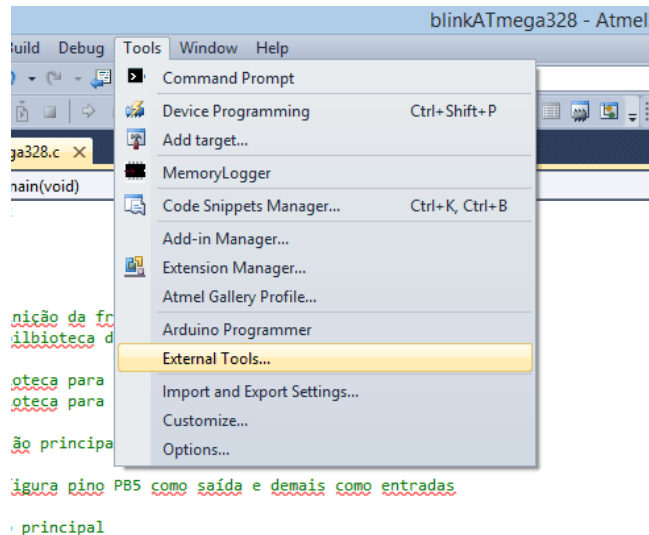 blinkATmega328 - Atmel
Build Debug Tools Window Help
Command Prompt
Device Programming Ctrl+Shift+P
Add target...
ga328.c
MemoryLogger
main(void)
Code Snippets Manager... Ctrl+K, Ctrl+B
Add-in Manager...
Extension Manager...
Atmel Gallery Profile...
nição da fr
Arduino Programmer
bilbioteca d
External Tools...
oteca para
Import and Export Settings...
oteca para
Customize...
ão principa
Options...
igura pino PB5 como saída e demais como entradas
principal